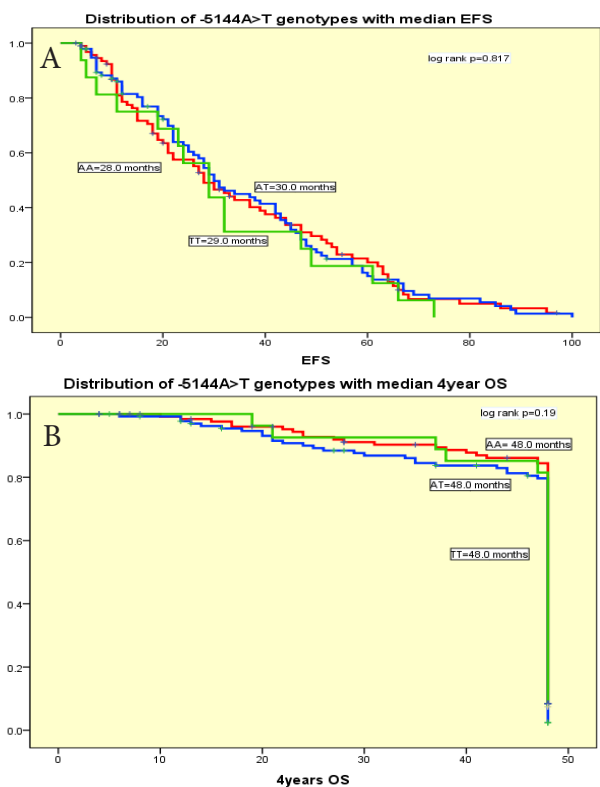 Distribution of -5144A>T genotypes with median EFS
A
log rank p=0.817
1.0
0.8
0.6
0.4
0.2
0.0
AA=28.0 months
AT=30.0 months
TT=29.0 months
0 20 40 60 80 100
EFS
Distribution of -5144A>T genotypes with median 4year OS
B
log rank p=0.19
1.0
0.8
0.6
0.4
0.2
0.0
AA= 48.0 months
AT=48.0 months
TT=48.0 months
0 10 20 30 40 50
4years OS